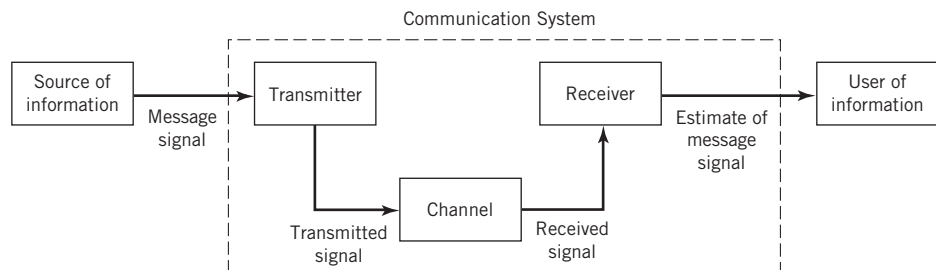 Communication System
Source of
information
Message
signal
Transmitter
Transmitted
signal
Channel
Received
signal
Receiver
Estimate of
message
signal
User of
information